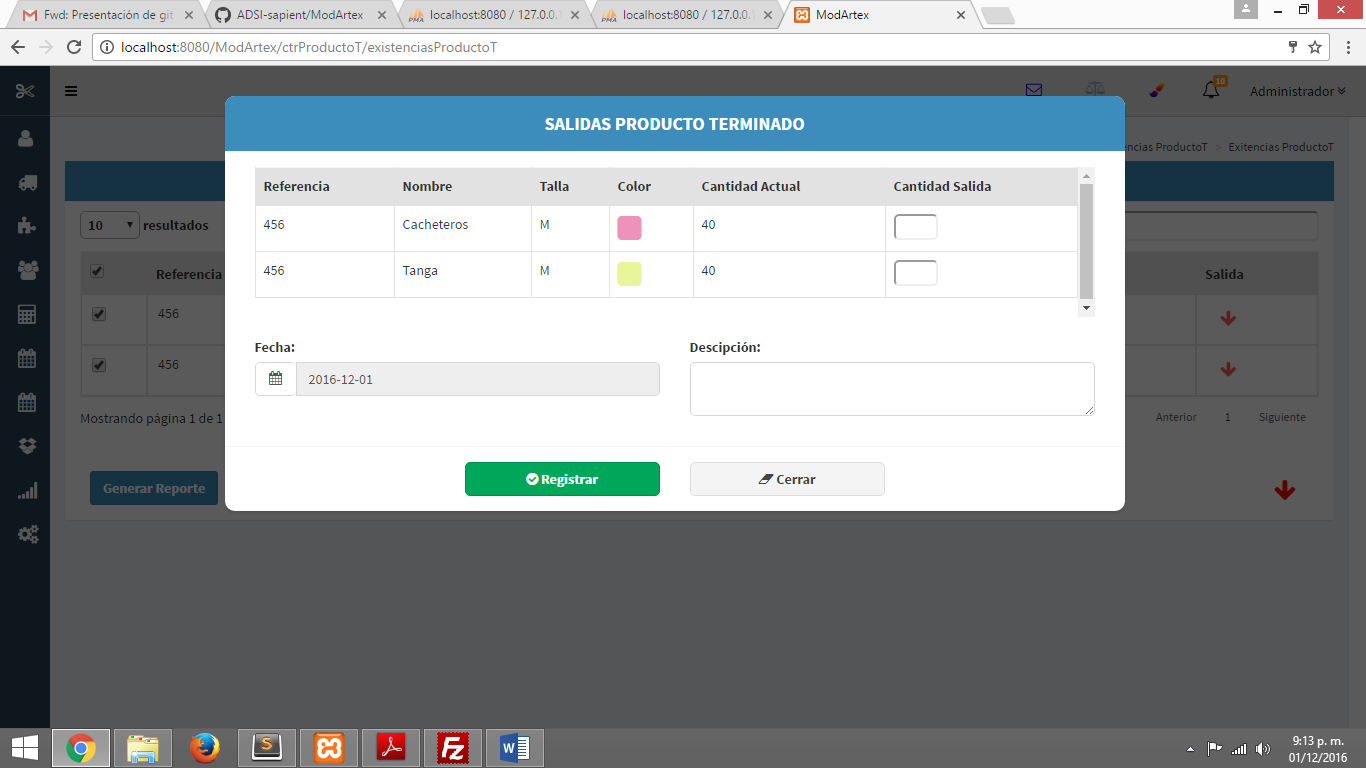 Fwd: Presentación de git
ADSI-sapient/ModArtex
localhost:8080 / 127.0.0.1
localhost:8080 / 127.0.0.1
ModArtex
localhost:8080/ModArtex/ctrProductoT/existenciasProductoT
10
Administrador
SALIDAS PRODUCTO TERMINADO
encias ProductoT > Exitencias ProductoT
10 resultados
Referencia
Salida
456
456
Referencia Nombre Talla Color Cantidad Actual Cantidad Salida
456 Cacheteros M 40
456 Tanga M 40
Fecha:
2016-12-01
Descipción:
Mostrando página 1 de 1
Anterior 1 Siguiente
Registrar
Cerrar
Generar Reporte
9:13 p. m.
01/12/2016